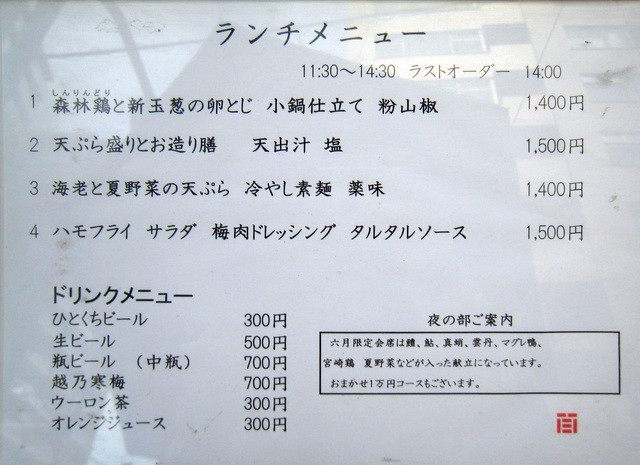 ランチメニュー
11:30～14:30 ラストオーダー 14:00
しんりんどり
1 森林鶏と新玉葱の卵とじ 小鍋仕立て 粉山椒 1,400円
2 天ぷら盛りとお造り膳 天出汁 塩 1,500円
3 海老と夏野菜の天ぷら 冷やし素麺 薬味 1,400円
4 ハモフライ サラダ 梅肉ドレッシング タルタルソース 1,500円
ドリンクメニュー
ひとくちビール 300円
生ビール 500円
瓶ビール （中瓶） 700円
越乃寒梅 700円
ウーロン茶 300円
オレンジジュース 300円
夜の部ご案内
六月限定会席は鱧、鮎、真蛸、雲丹、マグレ鴨、
宮崎鶏 夏野菜などが入った献立になっています。
おまかせ1万円コースもございます。